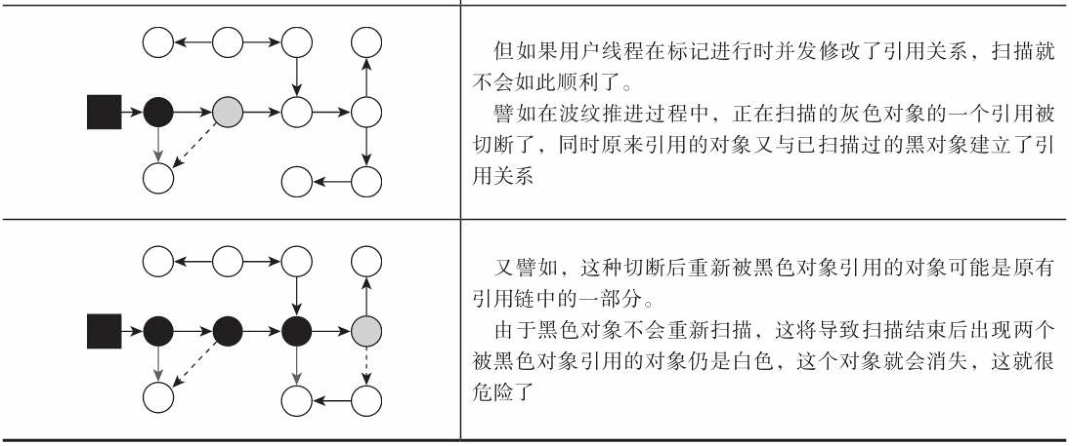 但如果用户线程在标记进行时并发修改了引用关系，扫描就
不会如此顺利了。
譬如在波纹推进过程中，正在扫描的灰色对象的一个引用被
切断了，同时原来引用的对象又与已扫描过的黑对象建立了引
用关系
又譬如，这种切断后重新被黑色对象引用的对象可能是原有
引用链中的一部分。
由于黑色对象不会重新扫描，这将导致扫描结束后出现两个
被黑色对象引用的对象仍是白色，这个对象就会消失，这就很
危险了